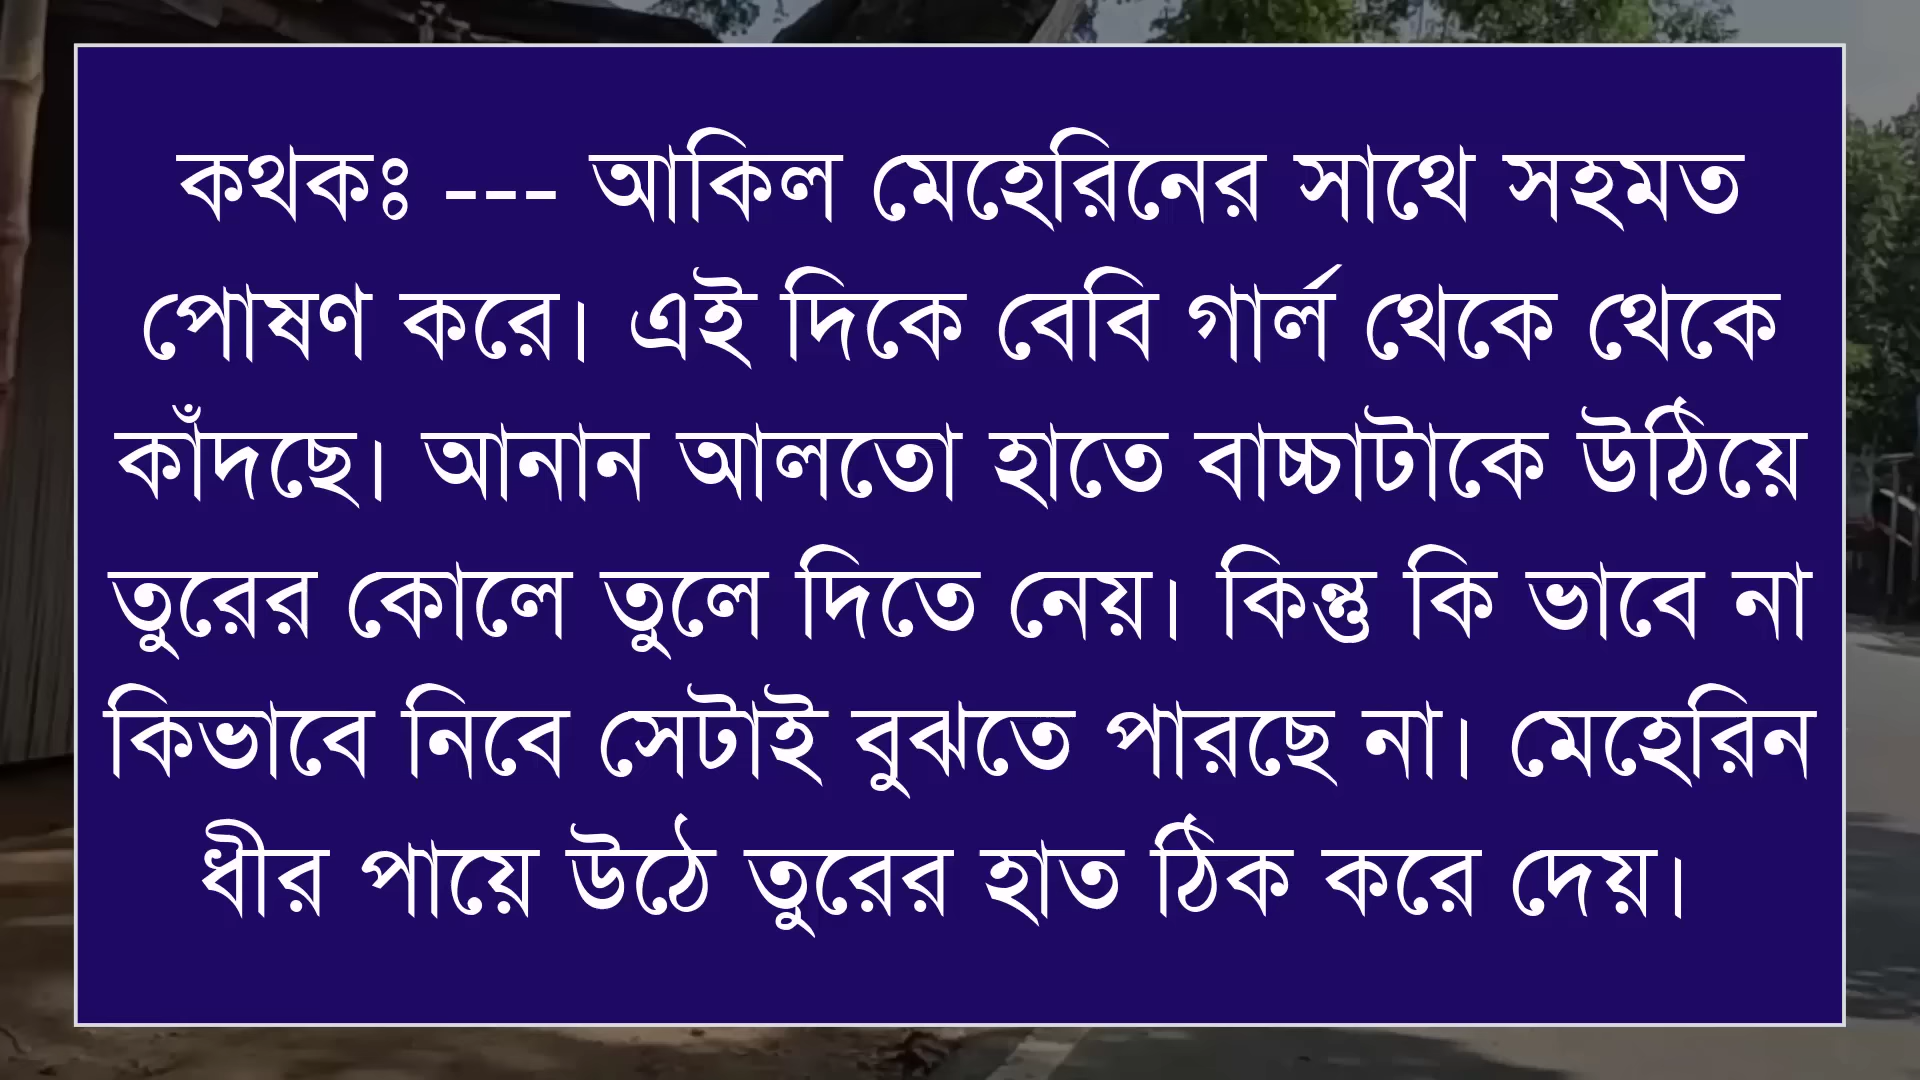 কথকঃ --- আকিল মেহেরিনের সাথে সহমত
পোষণ করে। এই দিকে বেবি গার্ল থেকে থেকে
কাঁদছে। আনান আলতো হাতে বাচ্চাটাকে উঠিয়ে
তুরের কোলে তুলে দিতে নেয়। কিন্তু কি ভাবে না
কিভাবে নিবে সেটাই বুঝতে পারছে না। মেহেরিন
ধীর পায়ে উঠে তুরের হাত ঠিক করে দেয়।